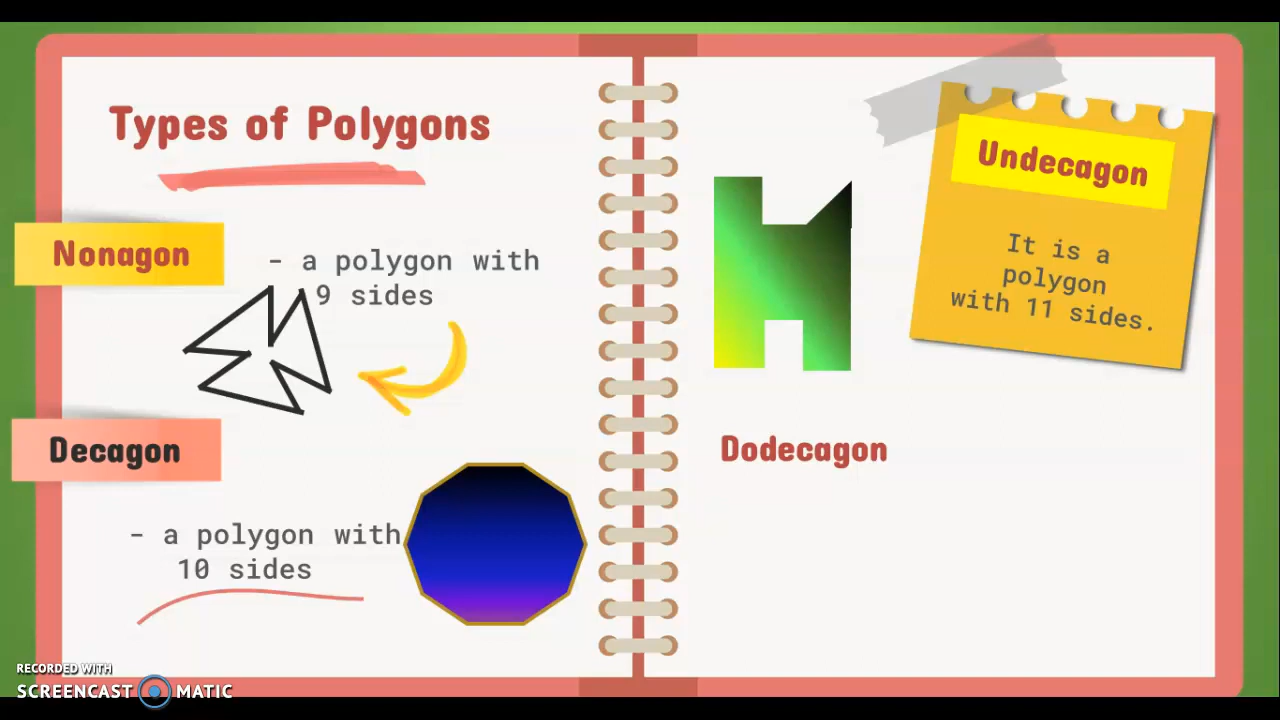 Types of Polygons
Nonagon
- a polygon with
9 sides
Decagon
- a polygon with
10 sides
Undecagon
It is a
polygon
with 11 sides.
Dodecagon
RECORDED WITH
SCREENCAST MATIC